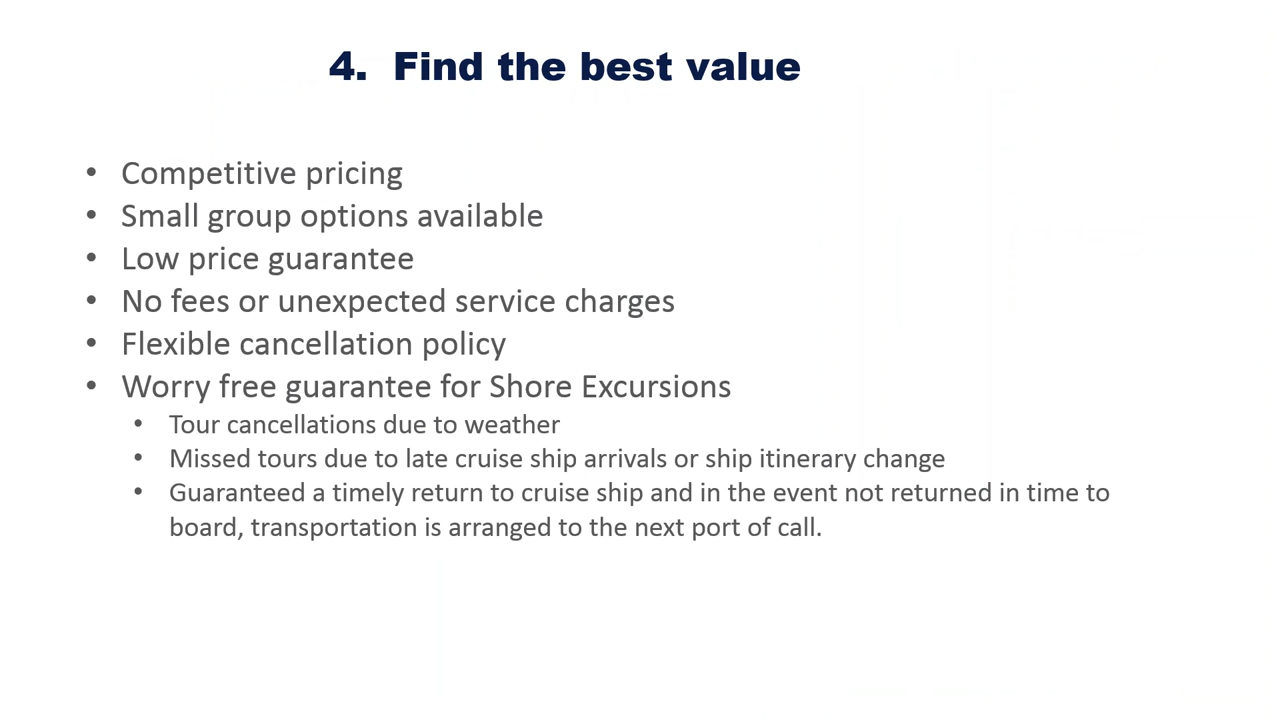 4. Find the best value
• Competitive pricing
• Small group options available
• Low price guarantee
• No fees or unexpected service charges
• Flexible cancellation policy
• Worry free guarantee for Shore Excursions
• Tour cancellations due to weather
• Missed tours due to late cruise ship arrivals or ship itinerary change
• Guaranteed a timely return to cruise ship and in the event not returned in time to
board, transportation is arranged to the next port of call.